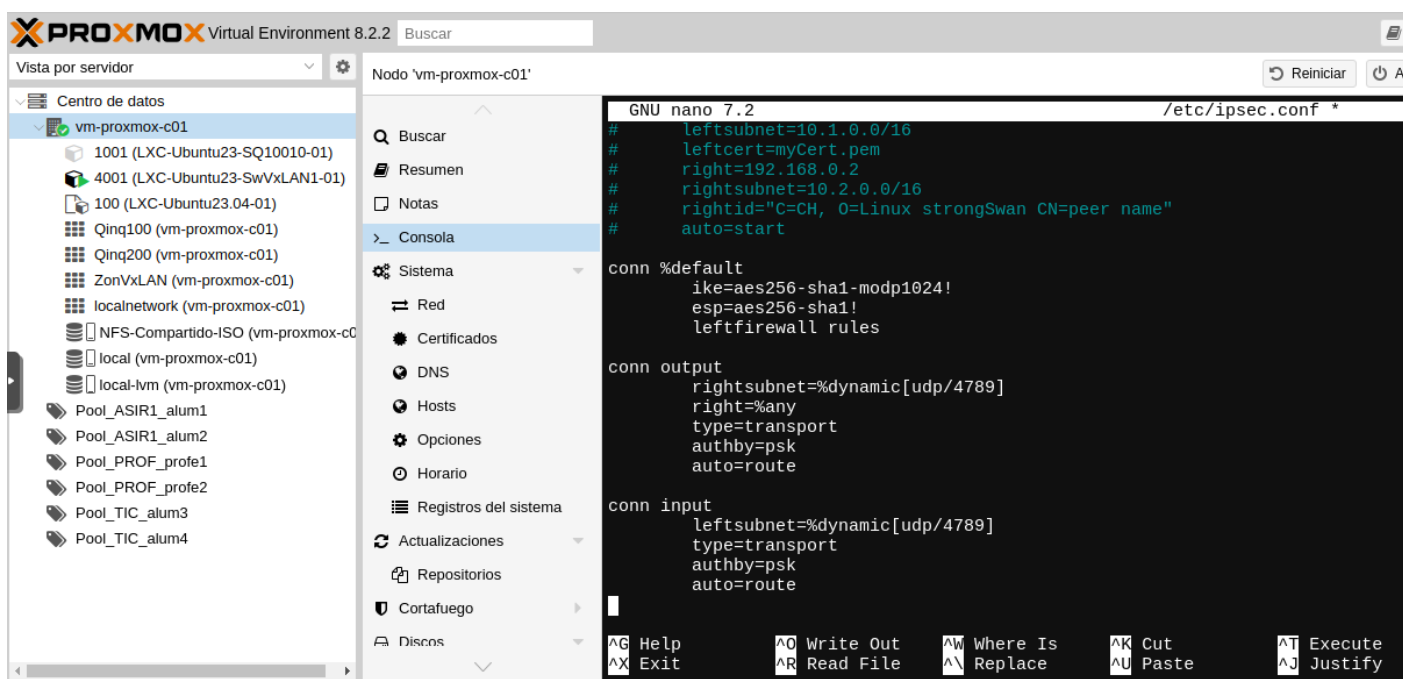 PROXMOX Virtual Environment 8.2.2 Buscar
Vista por servidor
Centro de datos
vm-proxmox-c01
1001 (LXC-Ubuntu23-SQ10010-01)
4001 (LXC-Ubuntu23-SwVxLAN1-01)
100 (LXC-Ubuntu23.04-01)
Qinq100 (vm-proxmox-c01)
Qinq200 (vm-proxmox-c01)
ZonVxLAN (vm-proxmox-c01)
localnetwork (vm-proxmox-c01)
NFS-Compartido-ISO (vm-proxmox-c0
local (vm-proxmox-c01)
local-lvm (vm-proxmox-c01)
Pool_ASIR1_alum1
Pool_ASIR1_alum2
Pool_PROF_profe1
Pool_PROF_profe2
Pool_TIC_alum3
Pool_TIC_alum4
Nodo 'vm-proxmox-c01'
Reiniciar
A
Buscar
Resumen
Notas
Consola
Sistema
Red
Certificados
DNS
Hosts
Opciones
Horario
Registros del sistema
Actualizaciones
Repositorios
Cortafuego
Discos
GNU nano 7.2 /etc/ipsec.conf *
# leftsubnet=10.1.0.0/16
# leftcert=myCert.pem
# right=192.168.0.2
# rightsubnet=10.2.0.0/16
# rightid="C=CH, O=Linux strongSwan CN=peer name"
# auto=start
conn %default
ike=aes256-sha1-modp1024!
esp=aes256-sha1!
leftfirewall rules
conn output
rightsubnet=%dynamic[udp/4789]
right=%any
type=transport
authby=psk
auto=route
conn input
leftsubnet=%dynamic[udp/4789]
type=transport
authby=psk
auto=route
^G Help ^O Write Out ^W Where Is ^K Cut ^T Execute
^X Exit ^R Read File ^\ Replace ^U Paste ^J Justify